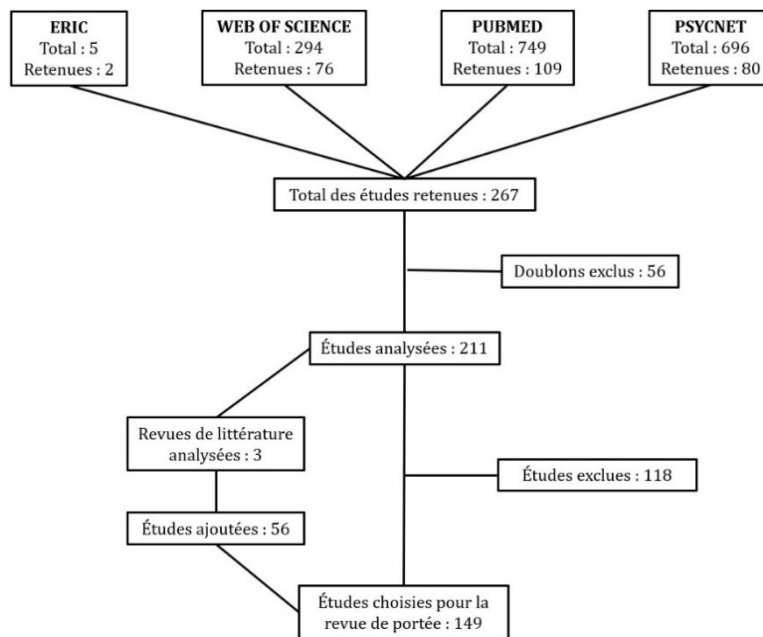 ERIC
Total : 5
Retenues : 2
WEB OF SCIENCE
Total : 294
Retenues : 76
PUBMED
Total : 749
Retenues : 109
PSYCNET
Total : 696
Retenues : 80
Total des études retenues : 267
Doublons exclus : 56
Études analysées : 211
Revues de littérature
analysées : 3
Études exclues : 118
Études ajoutées : 56
Études choisies pour la
revue de portée : 149